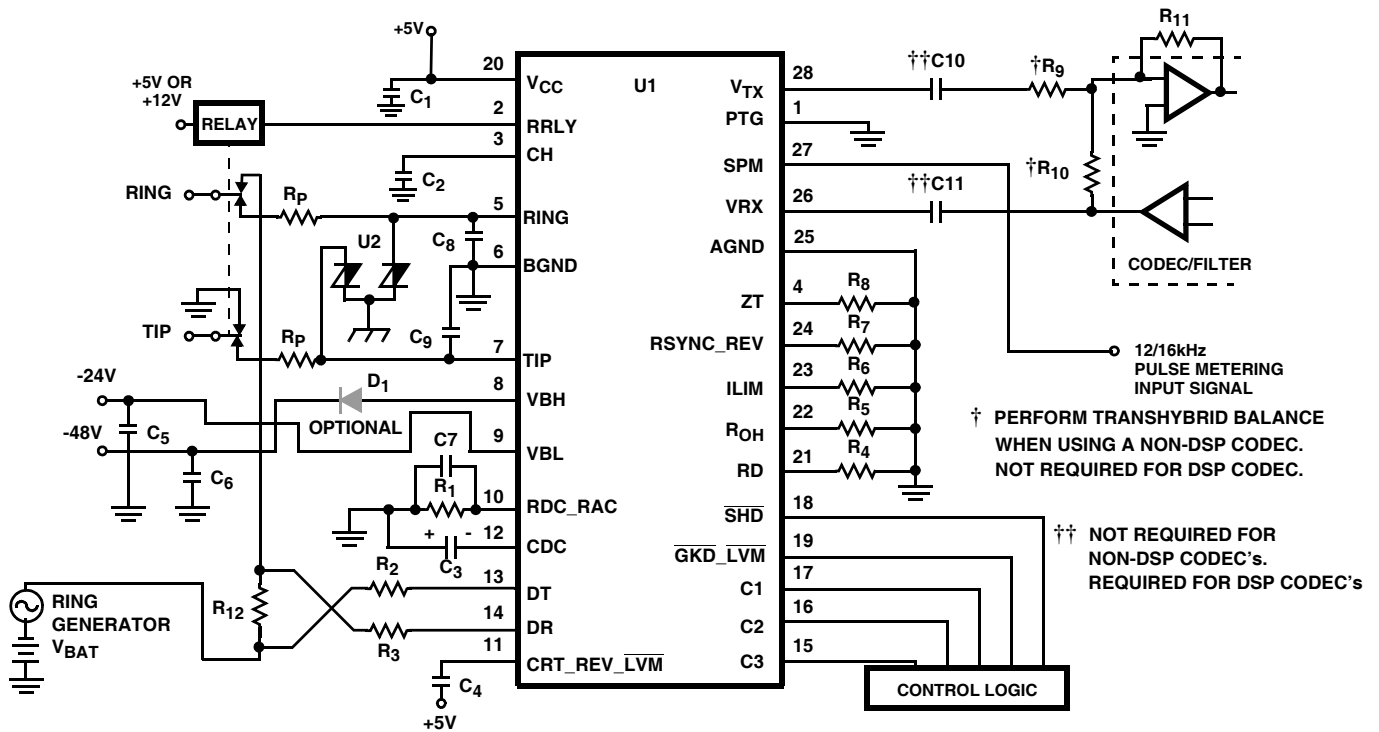 +5V
+5V OR
+12V
RELAY
RING
TIP
C1
C2
RP
U2
C8
RP
C9
-24V
-48V
D1
OPTIONAL
C5
C6
C7
R1
+ -
C3
R2
R3
R12
RING
GENERATOR
VBAT
C4
+5V
U1
20 VCC
2 RRLY
3 CH
5 RING
6 BGND
7 TIP
8 VBH
9 VBL
10 RDC_RAC
12 CDC
13 DT
14 DR
11 CRT_REV_LVM
VTX 28
PTG 1
SPM 27
VRX 26
AGND 25
ZT 4
RSYNC_REV 24
ILIM 23
ROH 22
RD 21
SHD 18
GKD_LVM 19
C1 17
C2 16
C3 15
††C10
†R9
R11
†R10
††C11
CODEC/FILTER
R8
R7
R6
R5
R4
12/16kHz
PULSE METERING
INPUT SIGNAL
† PERFORM TRANSHYBRID BALANCE
WHEN USING A NON-DSP CODEC.
NOT REQUIRED FOR DSP CODEC.
†† NOT REQUIRED FOR
NON-DSP CODEC's.
REQUIRED FOR DSP CODEC's
CONTROL LOGIC